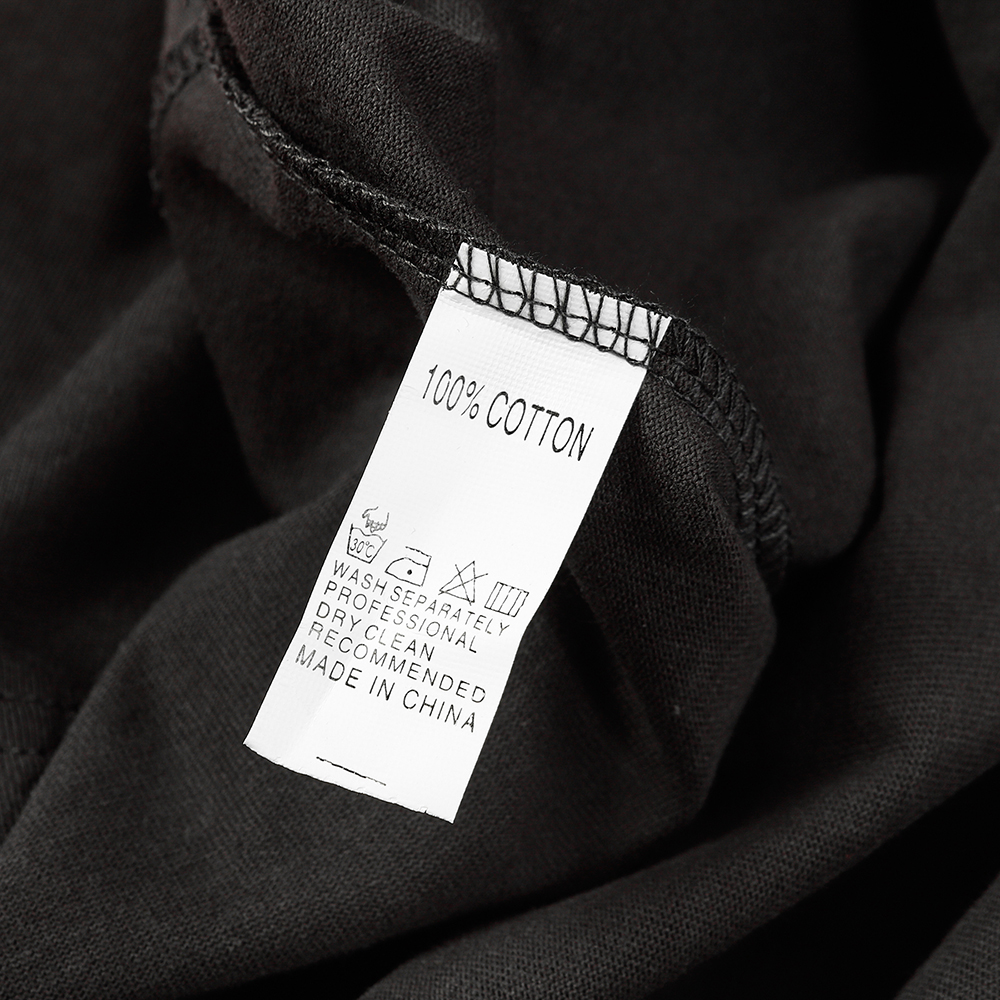 100% COTTON
30°C
WASH SEPARATELY
PROFESSIONAL
DRY CLEAN
RECOMMENDED
MADE IN CHINA